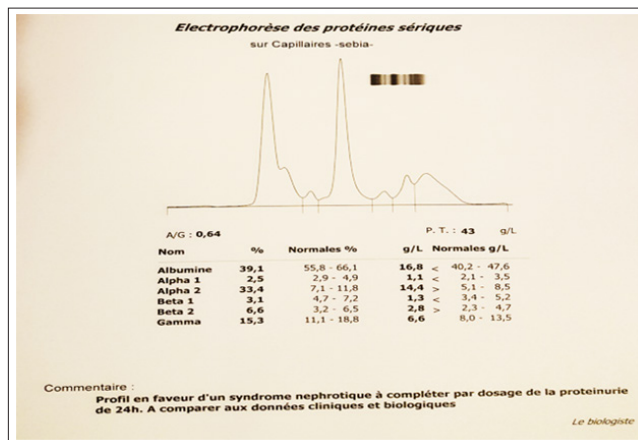 Electrophorèse des protéines sériques
sur Capillaires -sebia-
A/G : 0,64 P. T. : 43 g/L
Nom % Normales % g/L Normales g/L
Albumine 39,1 55,8 - 66,1 16,8 < 40,2 - 47,6
Alpha 1 2,5 2,9 - 4,9 1,1 < 2,1 - 3,5
Alpha 2 33,4 7,1 - 11,8 14,4 > 5,1 - 8,5
Beta 1 3,1 4,7 - 7,2 1,3 < 3,4 - 5,2
Beta 2 6,6 3,2 - 6,5 2,8 > 2,3 - 4,7
Gamma 15,3 11,1 - 18,8 6,6 8,0 - 13,5
Commentaire :
Profil en faveur d'un syndrome nephrotique à compléter par dosage de la proteinurie
de 24h. A comparer aux données cliniques et biologiques
Le biologiste